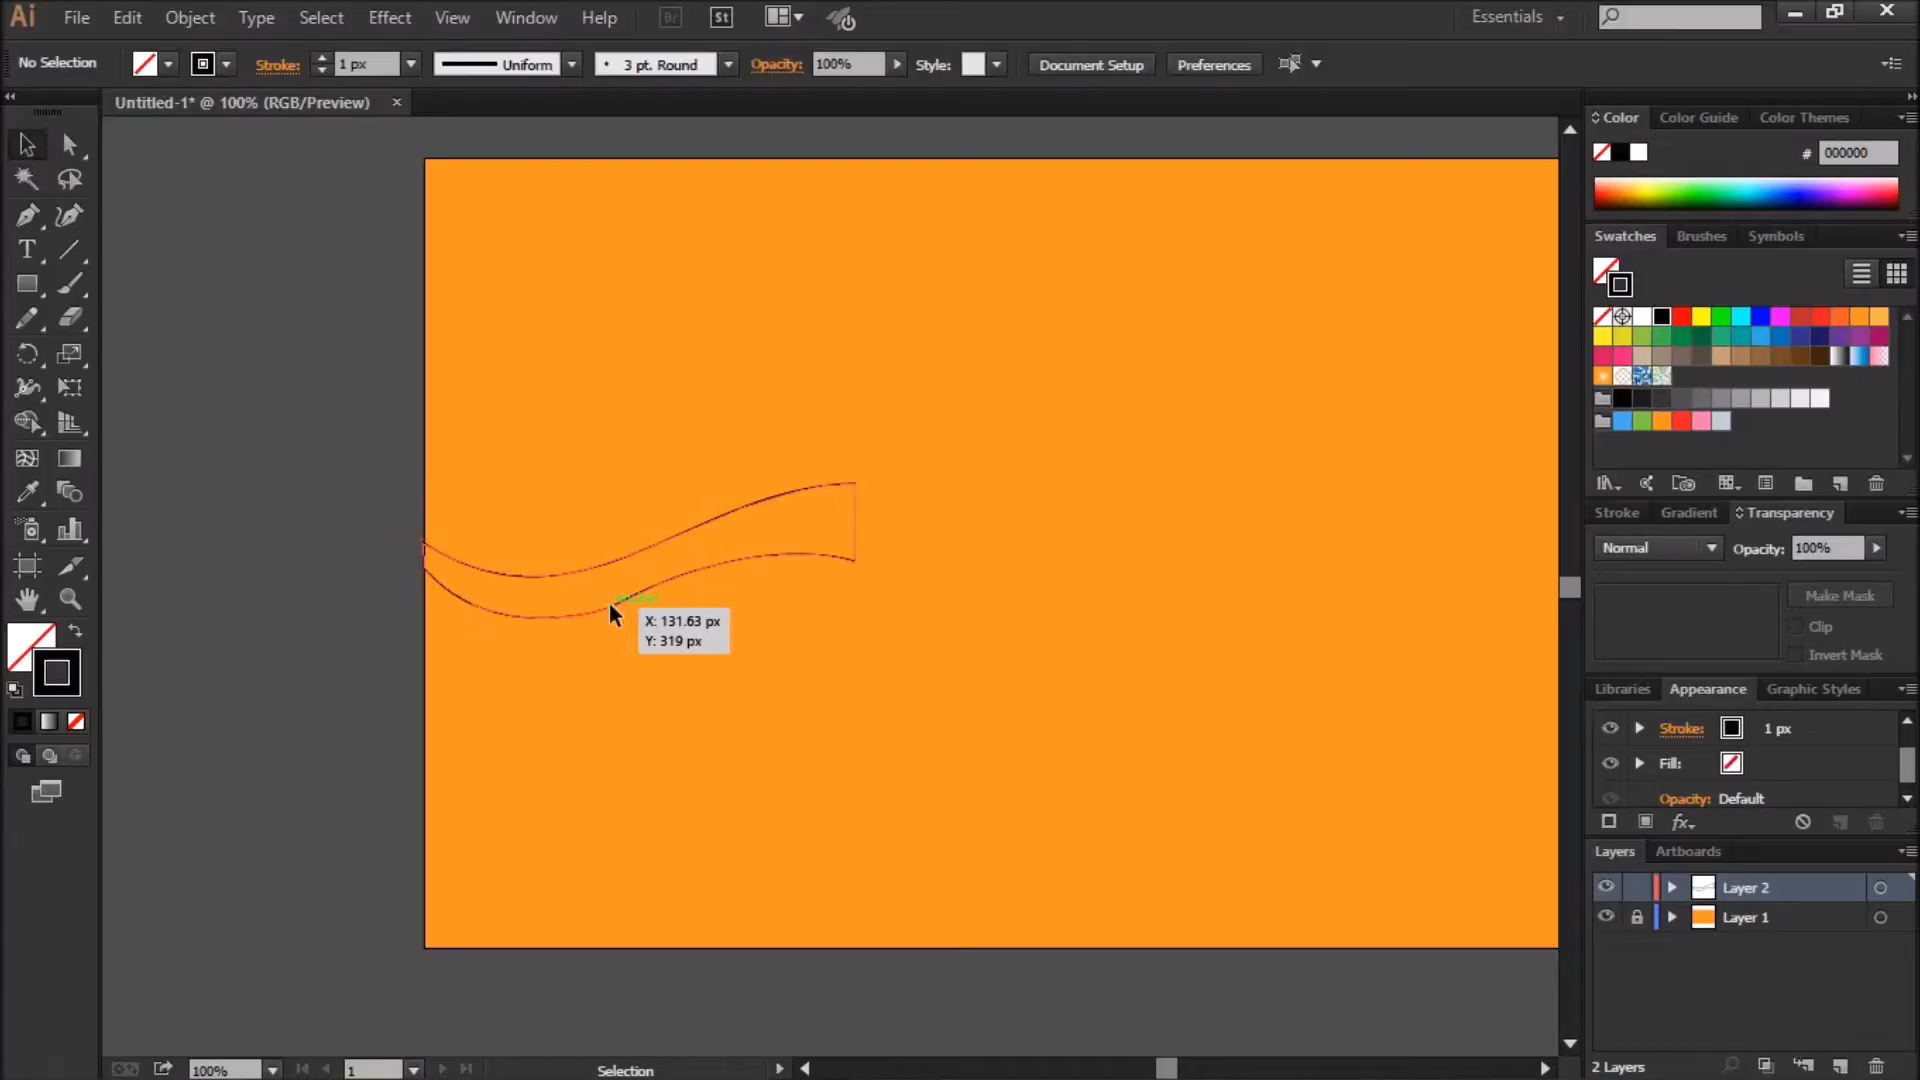 Ai File Edit Object Type Select Effect View Window Help Br St Essentials
No Selection Stroke: 1 px Uniform 3 pt. Round Opacity: 100% Style: Document Setup Preferences
Untitled-1* @ 100% (RGB/Preview) ×
Color Color Guide Color Themes
# 000000
Swatches Brushes Symbols
Stroke Gradient Transparency
Normal Opacity: 100%
Make Mask
Clip
Invert Mask
X: 131.63 px
Y: 319 px
Libraries Appearance Graphic Styles
Stroke: 1 px
Fill:
Opacity: Default
fx
Layers Artboards
Layer 2
Layer 1
100% 1 Selection 2 Layers